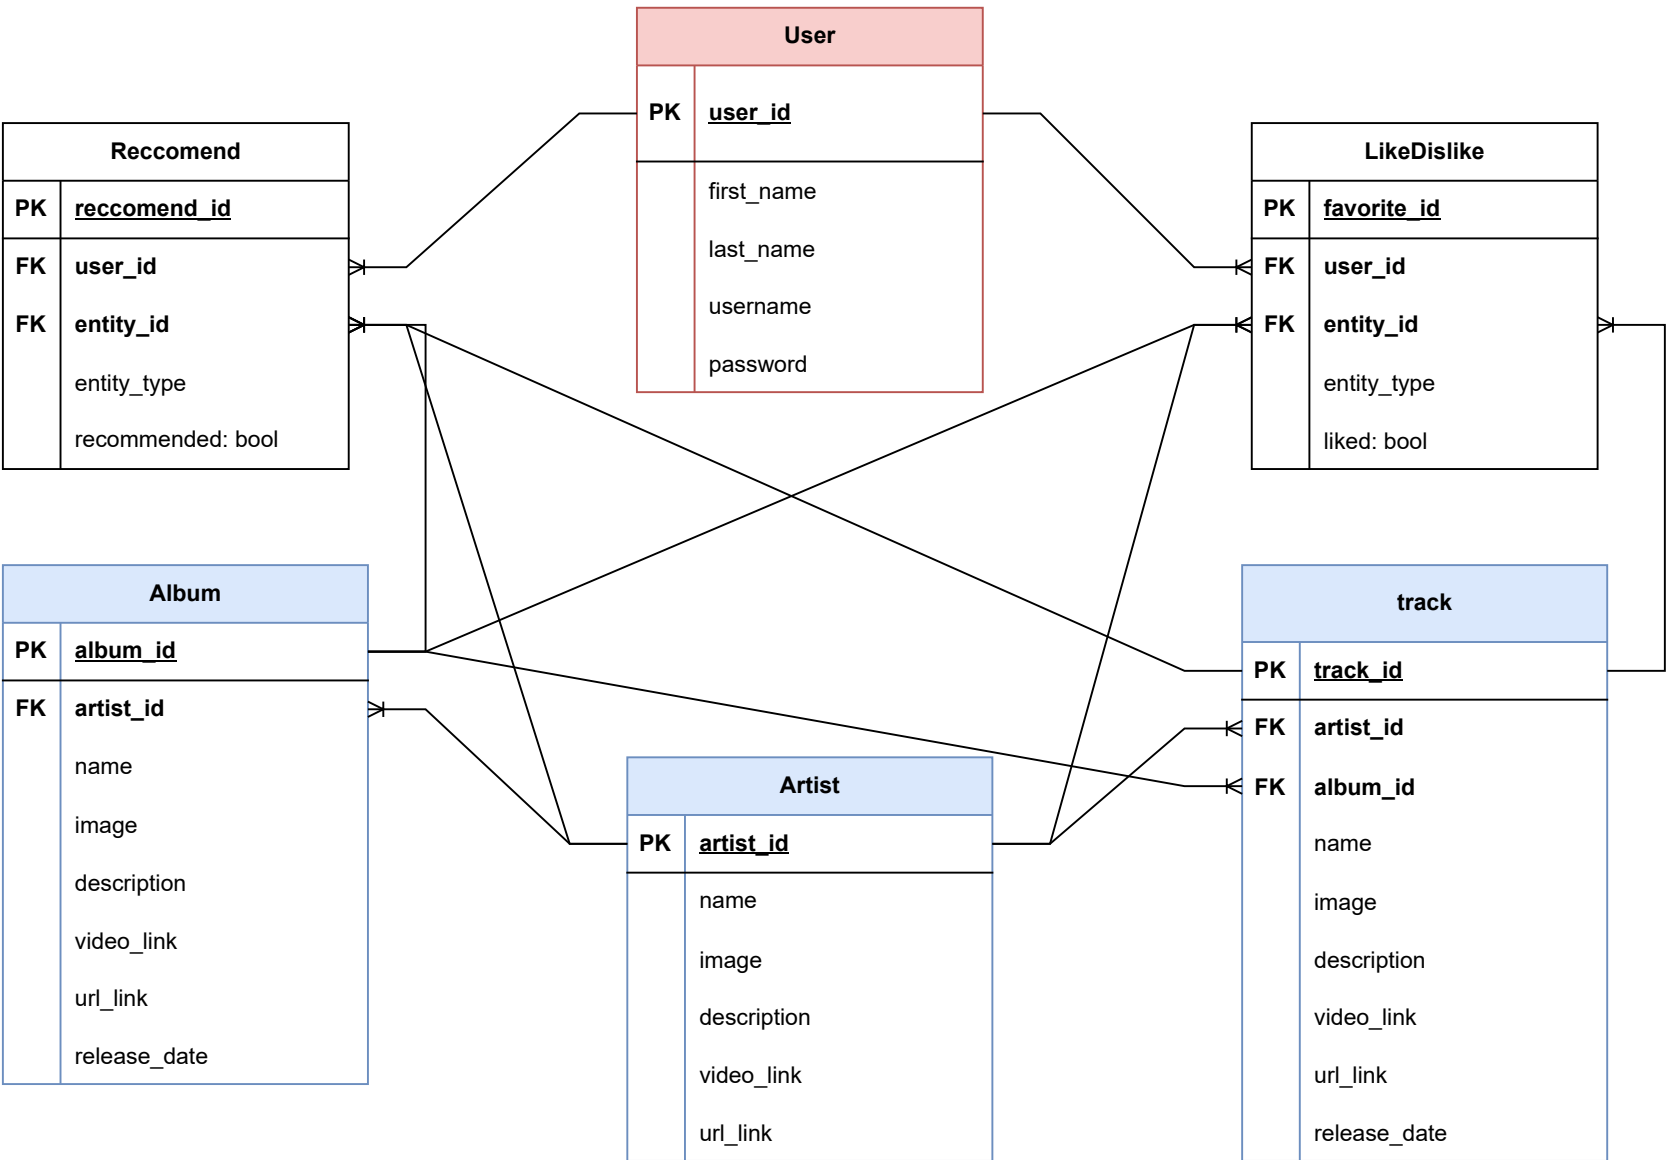 User
PK user_id
first_name
last_name
username
password
Reccomend
PK reccomend_id
FK user_id
FK entity_id
entity_type
recommended: bool
LikeDislike
PK favorite_id
FK user_id
FK entity_id
entity_type
liked: bool
Album
PK album_id
FK artist_id
name
image
description
video_link
url_link
release_date
Artist
PK artist_id
name
image
description
video_link
url_link
track
PK track_id
FK artist_id
FK album_id
name
image
description
video_link
url_link
release_date